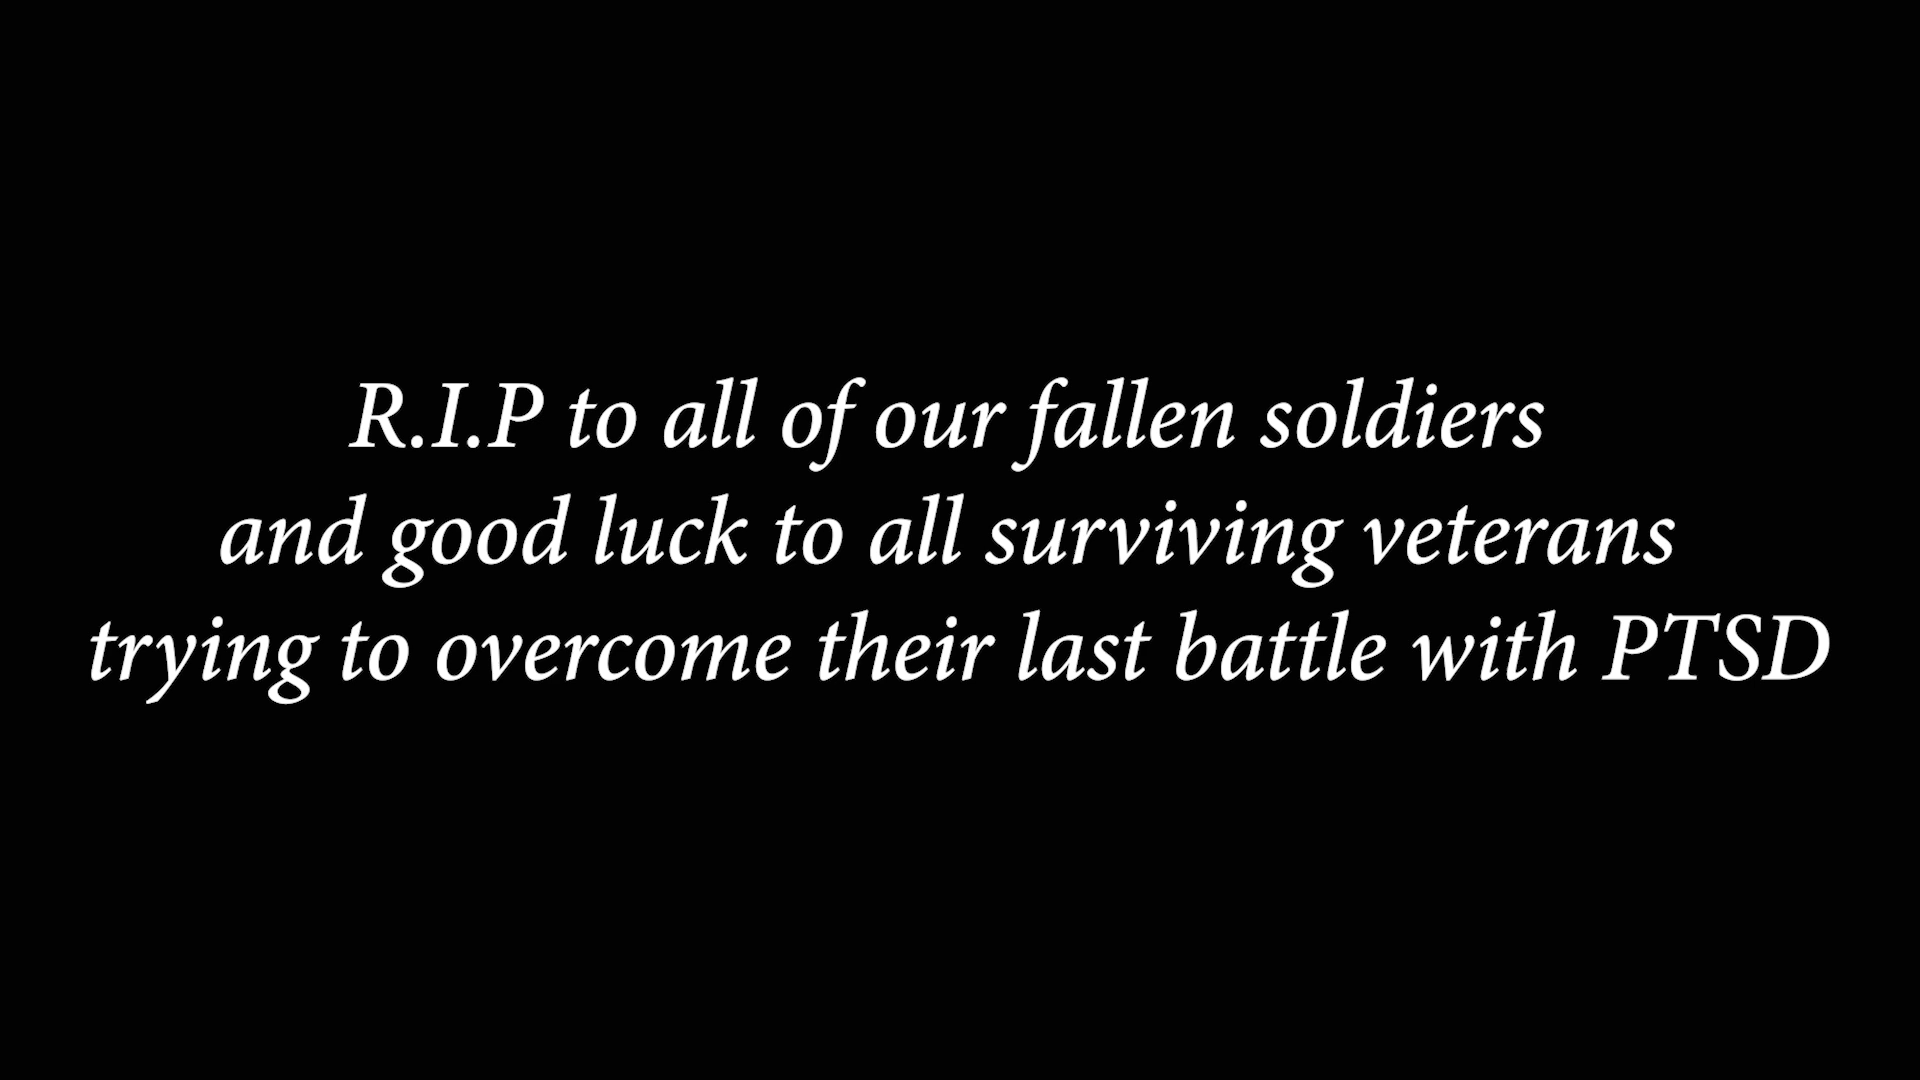 R.I.P to all of our fallen soldiers
and good luck to all surviving veterans
trying to overcome their last battle with PTSD